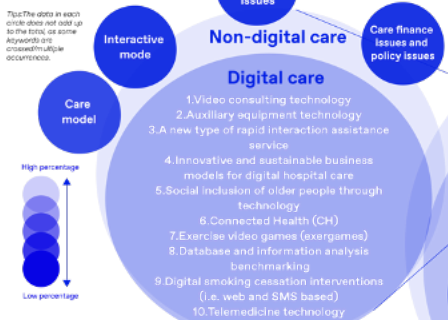 Tips:The data in each
circle does not add up
to the total, as some
keywords are
crossed/multiple
occurrences.
issues
Interactive
mode
Non-digital care
Care finance
issues and
policy issues
Care
model
Digital care
1.Video consulting technology
2.Auxiliary equipment technology
3.A new type of rapid interaction assistance
service
4.Innovative and sustainable business
models for digital hospital care
5.Social inclusion of older people through
technology
6.Connected Health (CH)
7.Exercise video games (exergames)
8.Database and information analysis
benchmarking
9.Digital smoking cessation interventions
(i.e. web and SMS based)
10.Telemedicine technology
High percentage
Low percentage